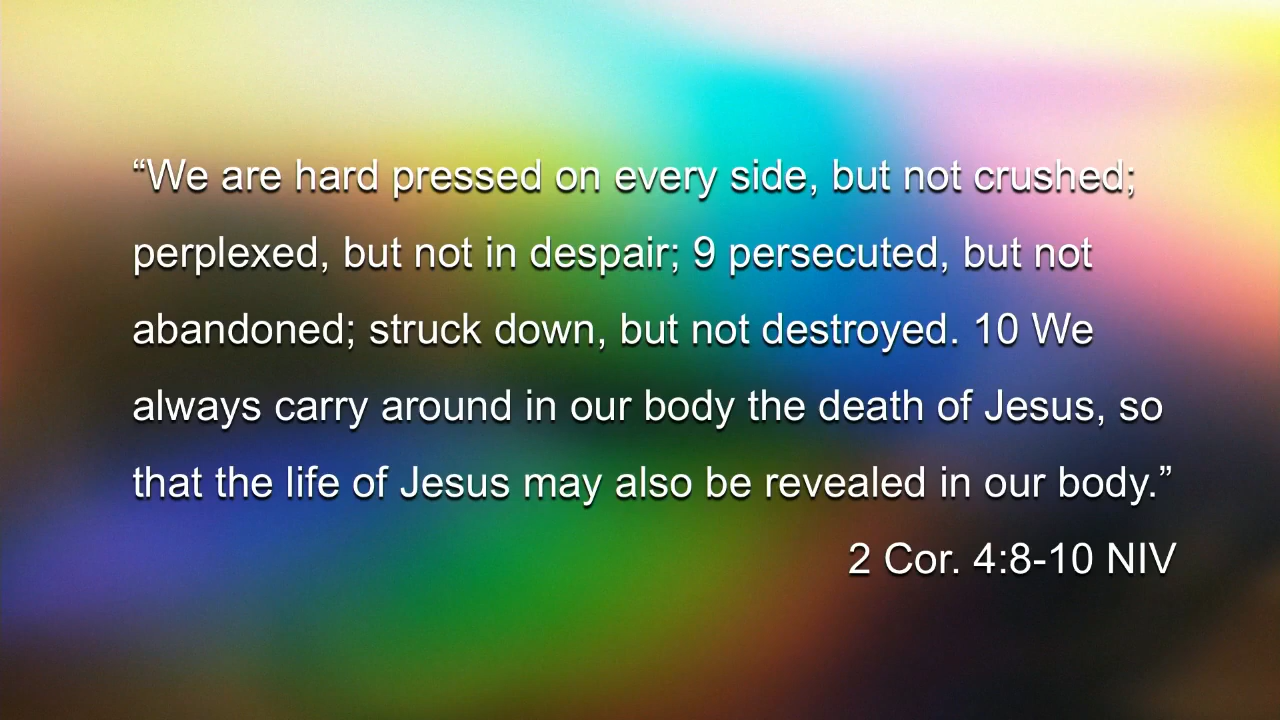 “We are hard pressed on every side, but not crushed;
perplexed, but not in despair; 9 persecuted, but not
abandoned; struck down, but not destroyed. 10 We
always carry around in our body the death of Jesus, so
that the life of Jesus may also be revealed in our body.”
2 Cor. 4:8-10 NIV